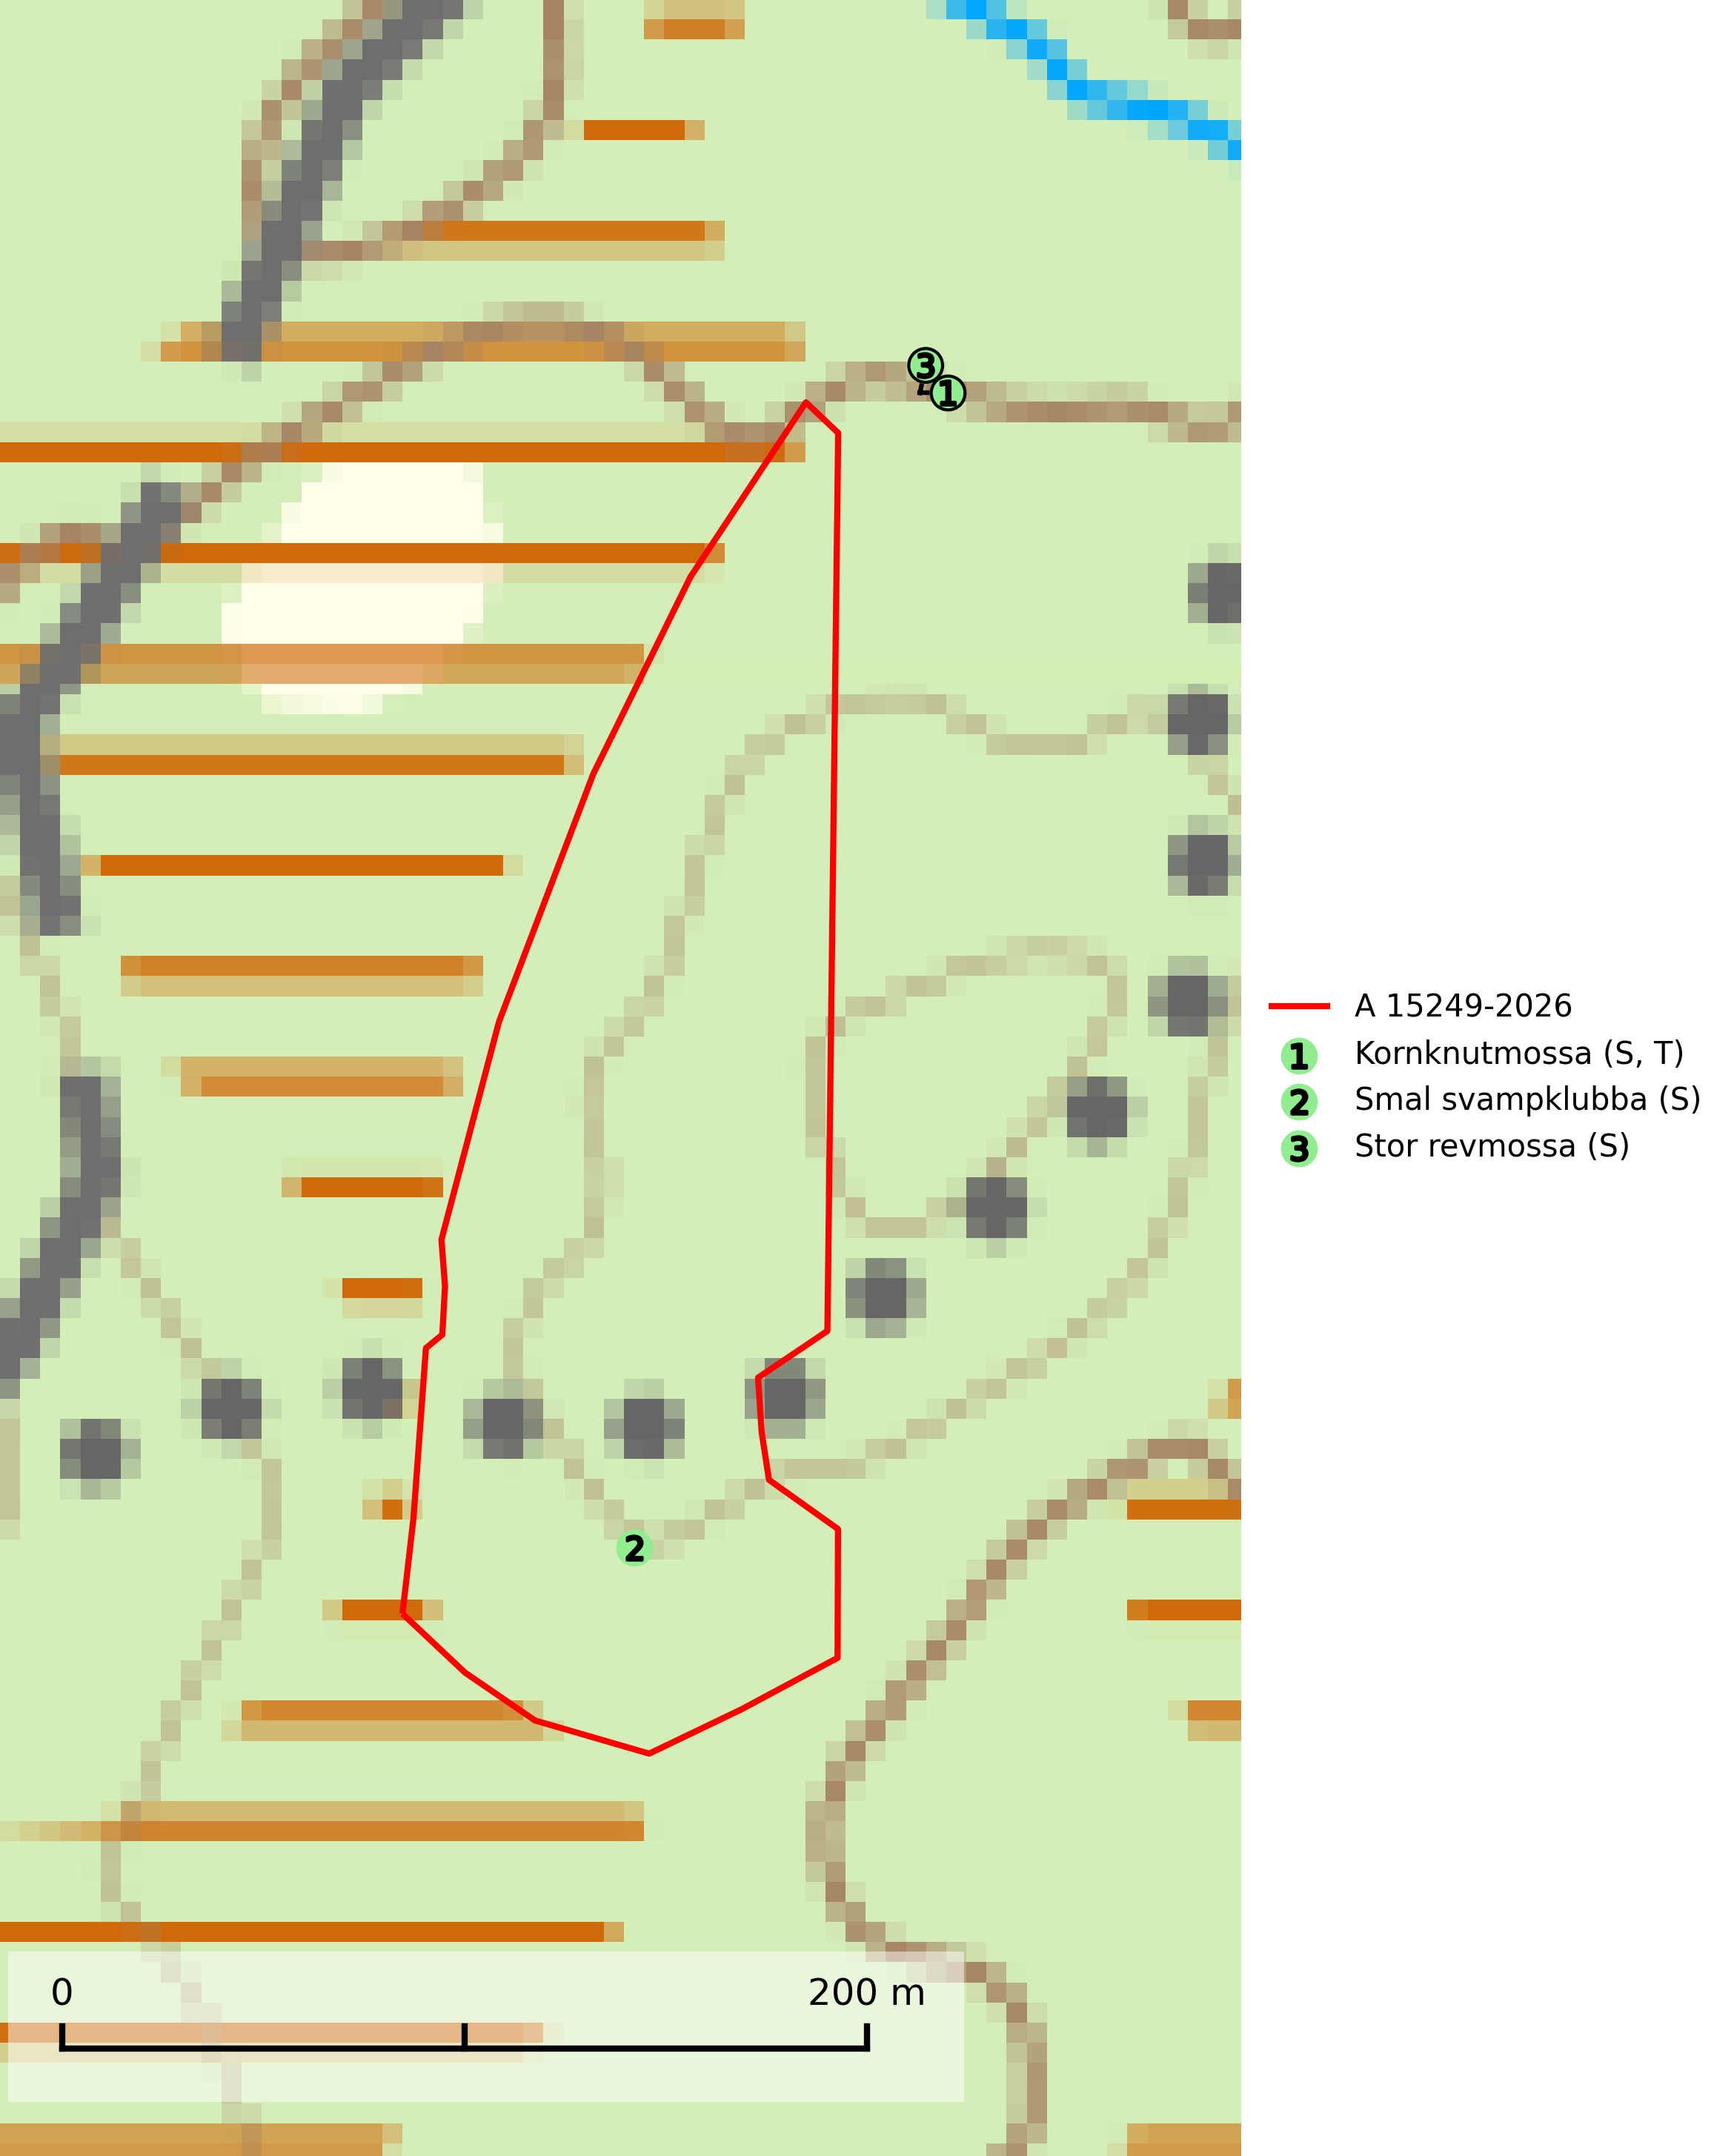 3
1
A 15249-2026
1 Kornknutmossa (S, T)
2 Smal svampklubba (S)
3 Stor revmossa (S)
2
0 200 m